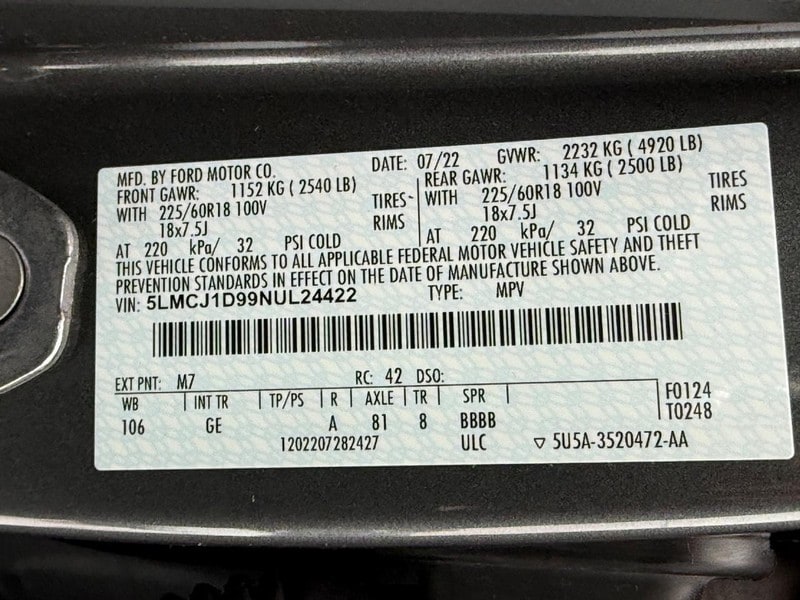 MFD. BY FORD MOTOR CO. DATE: 07/22 GVWR: 2232 KG ( 4920 LB)
FRONT GAWR: 1152 KG ( 2540 LB) REAR GAWR: 1134 KG ( 2500 LB)
WITH 225/60R18 100V TIRES WITH 225/60R18 100V TIRES
18x7.5J RIMS 18x7.5J RIMS
AT 220 kPa/ 32 PSI COLD AT 220 kPa/ 32 PSI COLD
THIS VEHICLE CONFORMS TO ALL APPLICABLE FEDERAL MOTOR VEHICLE SAFETY AND THEFT
PREVENTION STANDARDS IN EFFECT ON THE DATE OF MANUFACTURE SHOWN ABOVE.
VIN: 5LMCJ1D99NUL24422 TYPE: MPV
EXT PNT: M7 RC: 42 DSO:
WB INT TR TP/PS R AXLE TR SPR F0124
106 GE A 81 8 BBBB T0248
1202207282427 ULC ▽ 5U5A-3520472-AA